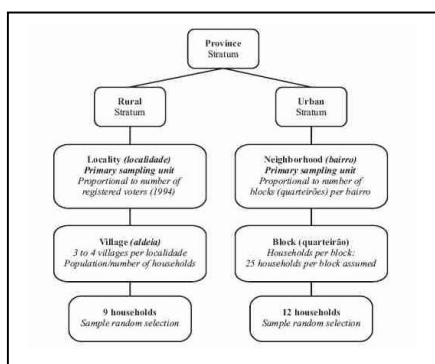 Province
Stratum
Rural
Stratum
Urban
Stratum
Locality (localidade)
Primary sampling unit
Proportional to number of
registered voters (1994)
Neighborhood (bairro)
Primary sampling unit
Proportional to number of
blocks (quarteirões) per bairro
Village (aldeia)
3 to 4 villages per localidade
Population/number of households
Block (quarteirão)
Households per block:
25 households per block assumed
9 households
Sample random selection
12 households
Sample random selection